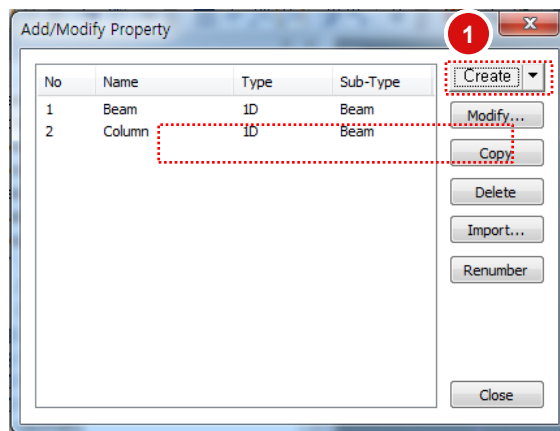 Add/Modify Property
1
No Name Type Sub-Type
1 Beam 1D Beam
2 Column 1D Beam
Create
Modify...
Copy
Delete
Import...
Renumber
Close